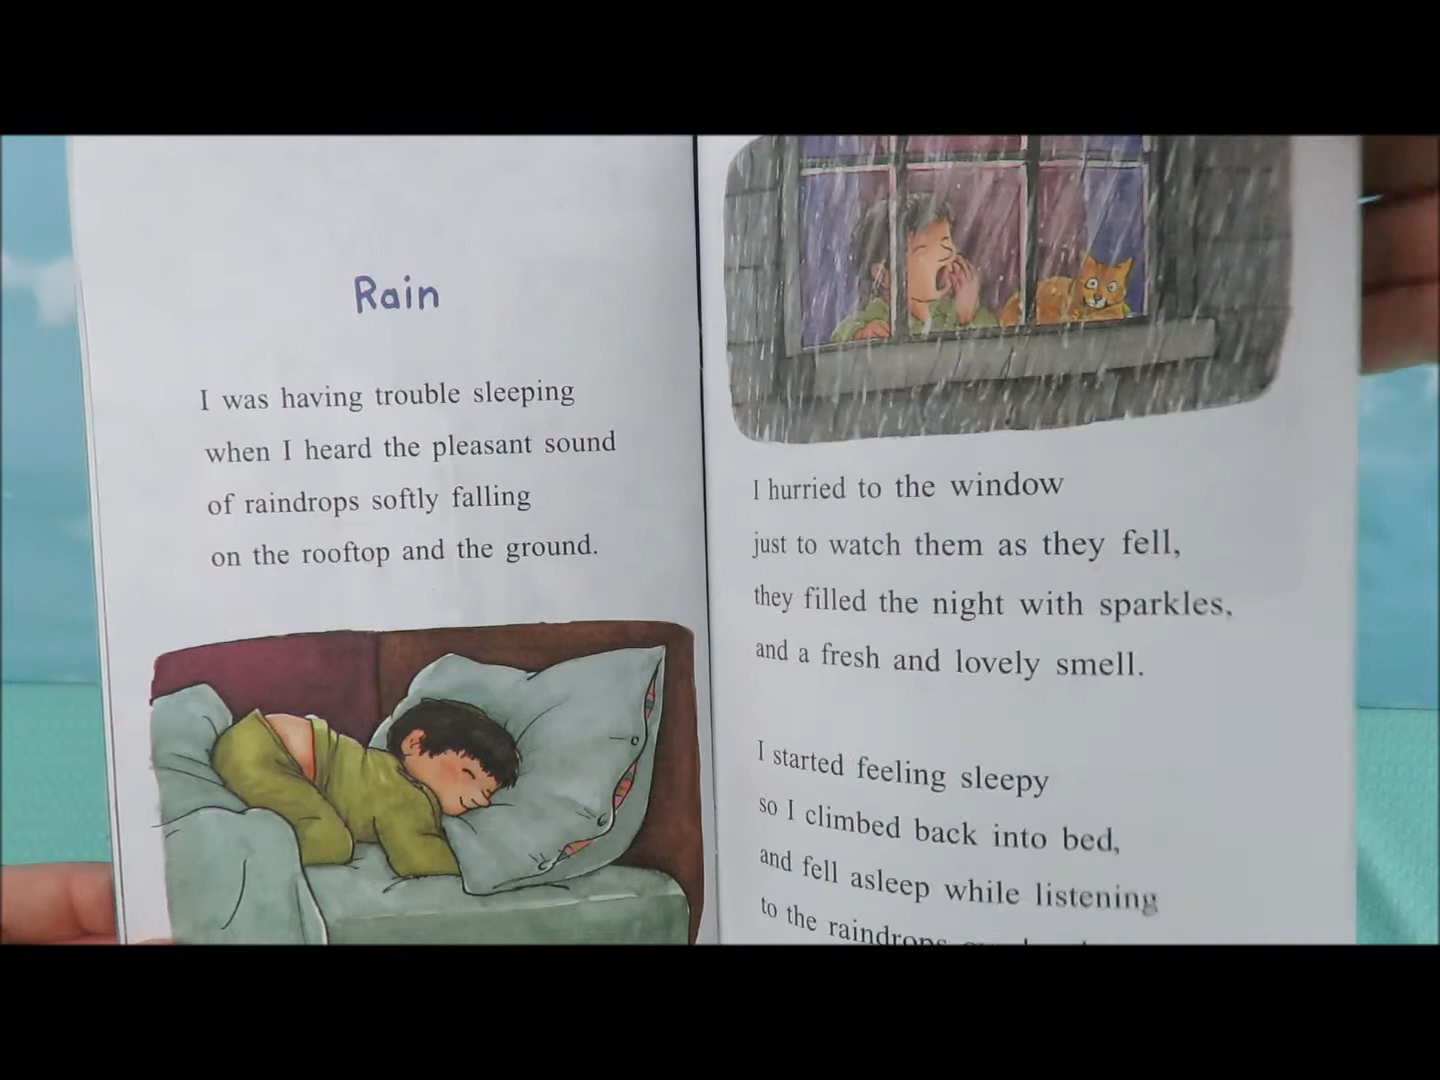 Rain
I was having trouble sleeping
when I heard the pleasant sound
of raindrops softly falling
on the rooftop and the ground.
I hurried to the window
just to watch them as they fell,
they filled the night with sparkles,
and a fresh and lovely smell.
I started feeling sleepy
so I climbed back into bed,
and fell asleep while listening
to the raindrops